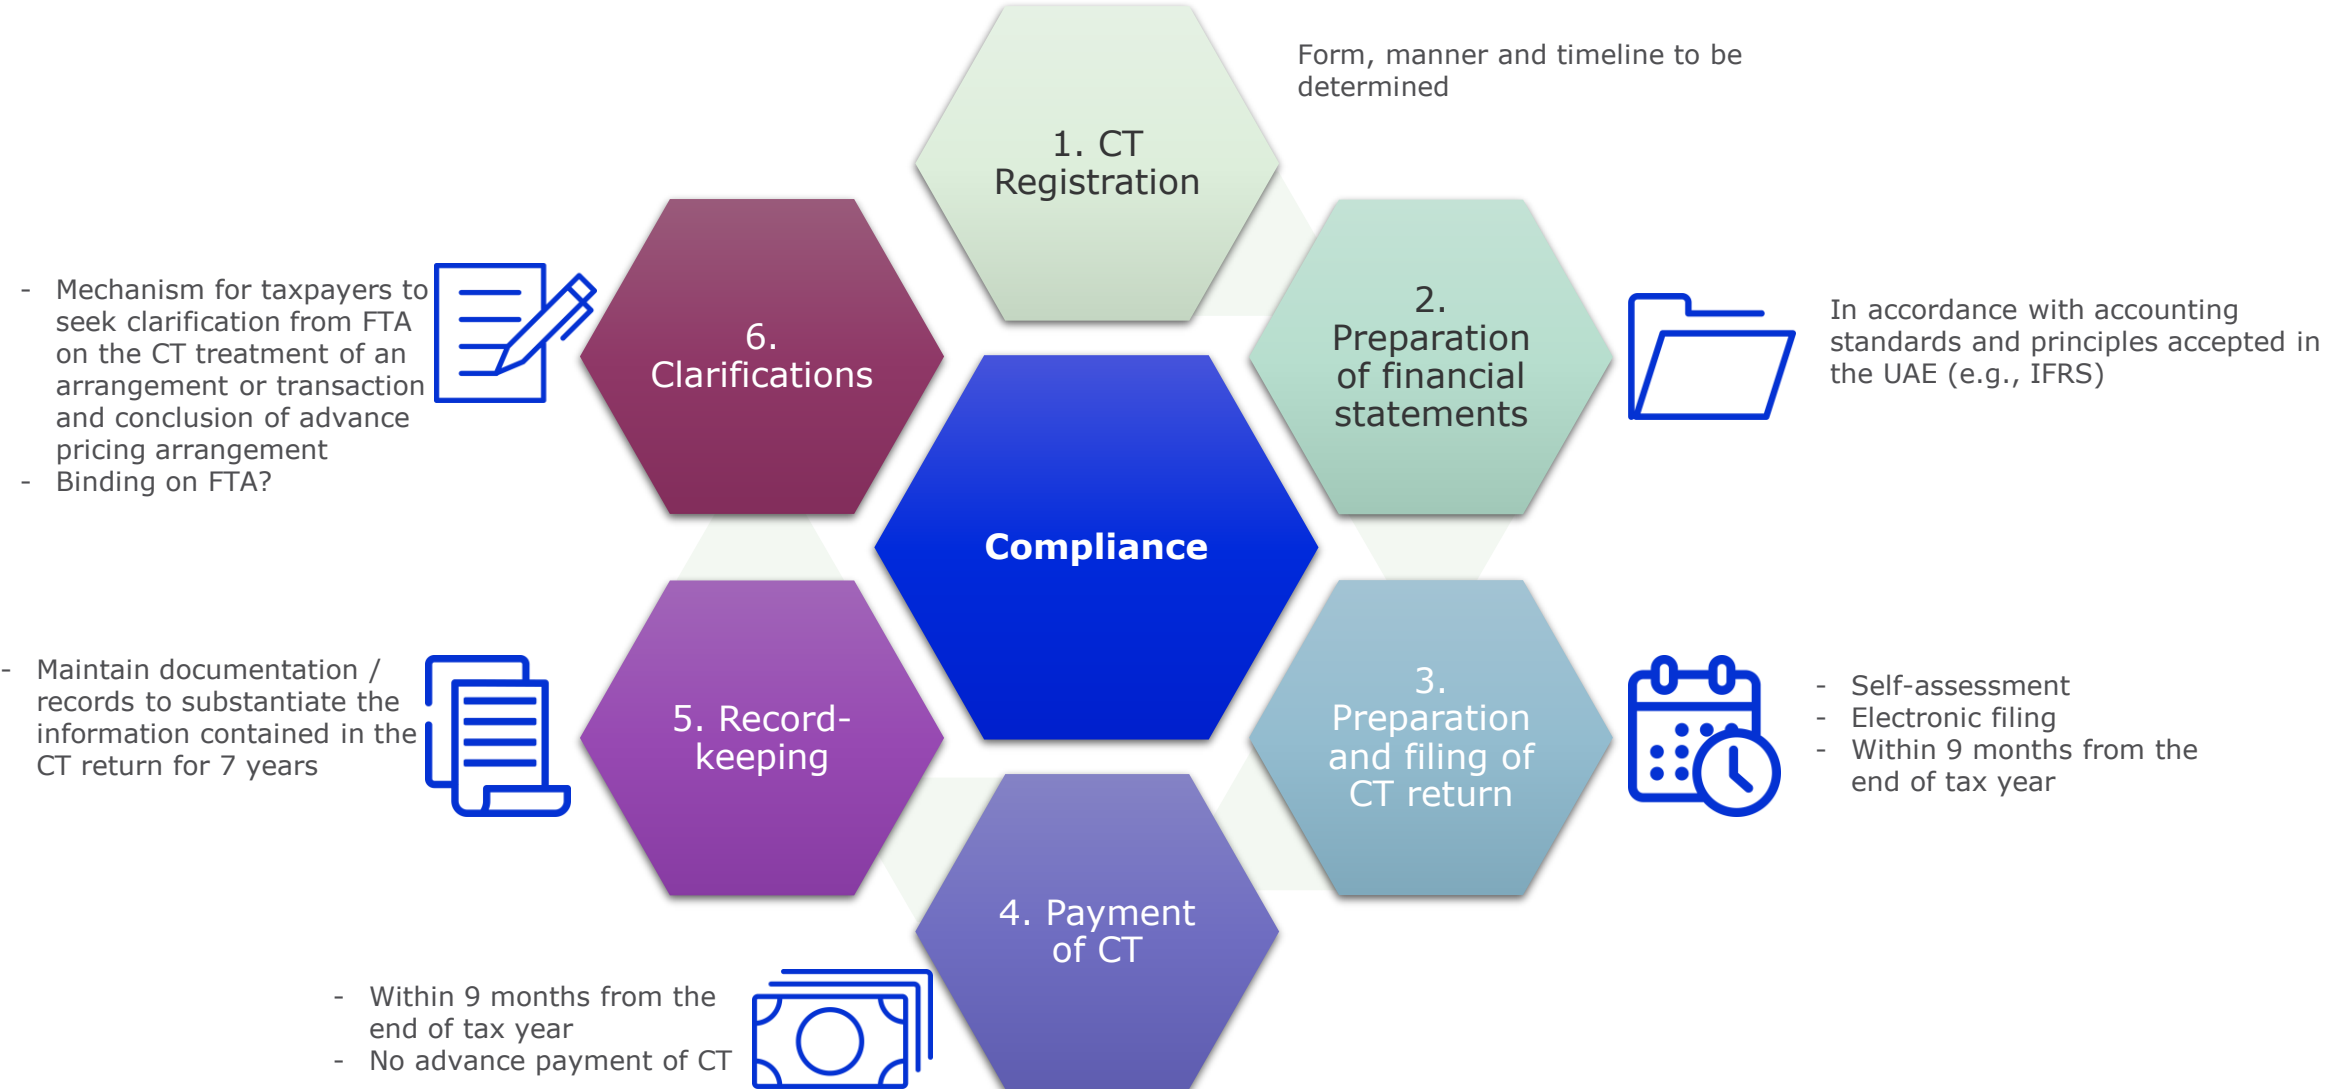 1. CT
Registration
Form, manner and timeline to be
determined
2.
Preparation
of financial
statements
In accordance with accounting
standards and principles accepted in
the UAE (e.g., IFRS)
3.
Preparation
and filing of
CT return
- Self-assessment
- Electronic filing
- Within 9 months from the
end of tax year
4. Payment
of CT
- Within 9 months from the
end of tax year
- No advance payment of CT
5. Record-
keeping
- Maintain documentation /
records to substantiate the
information contained in the
CT return for 7 years
6.
Clarifications
- Mechanism for taxpayers to
seek clarification from FTA
on the CT treatment of an
arrangement or transaction
and conclusion of advance
pricing arrangement
- Binding on FTA?
Compliance